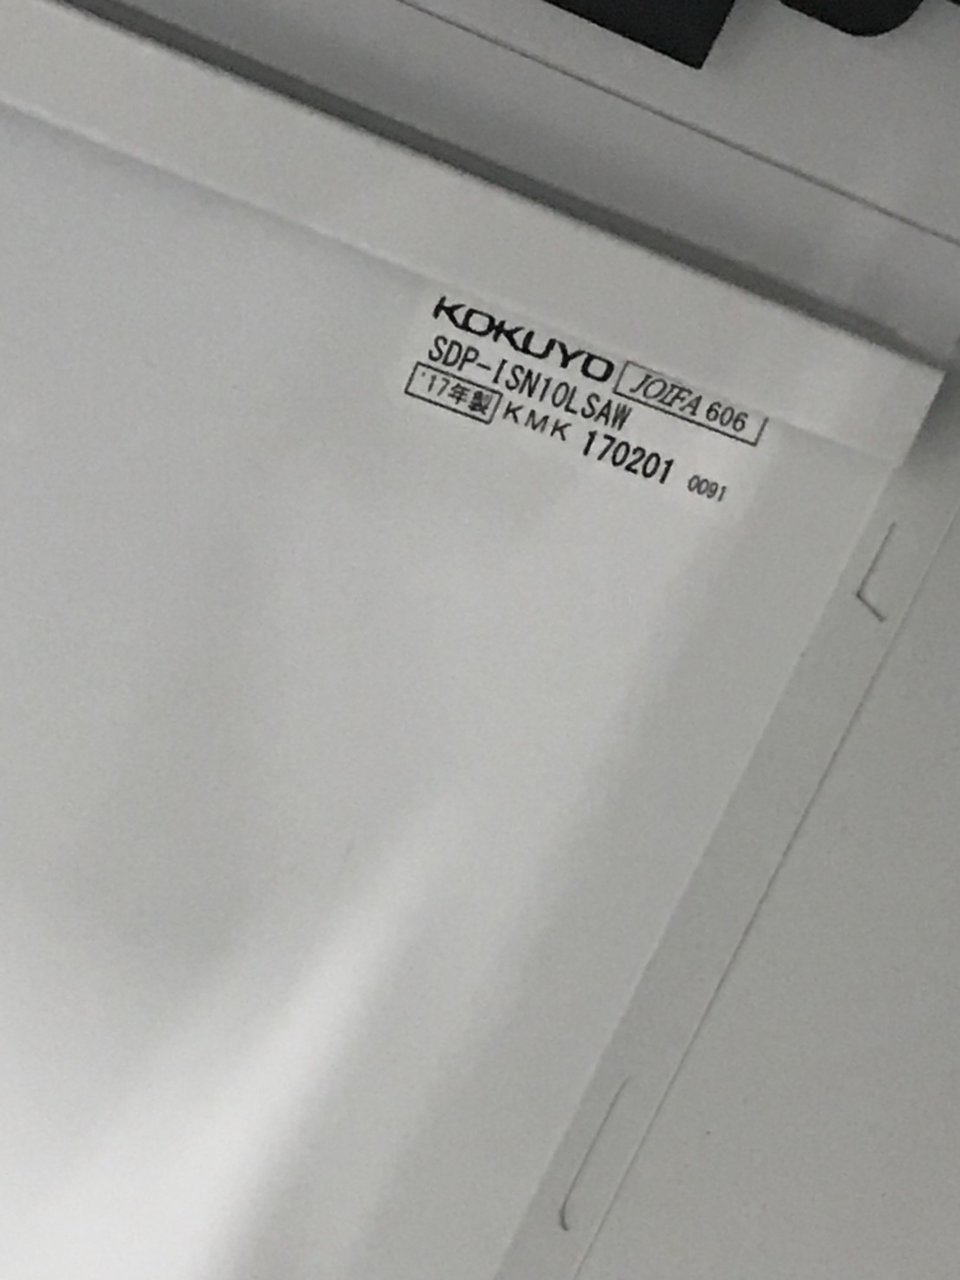 KOKUYO JOIFA 606
SDP-ISN10LSAW
'17年製 KMK 170201 0091